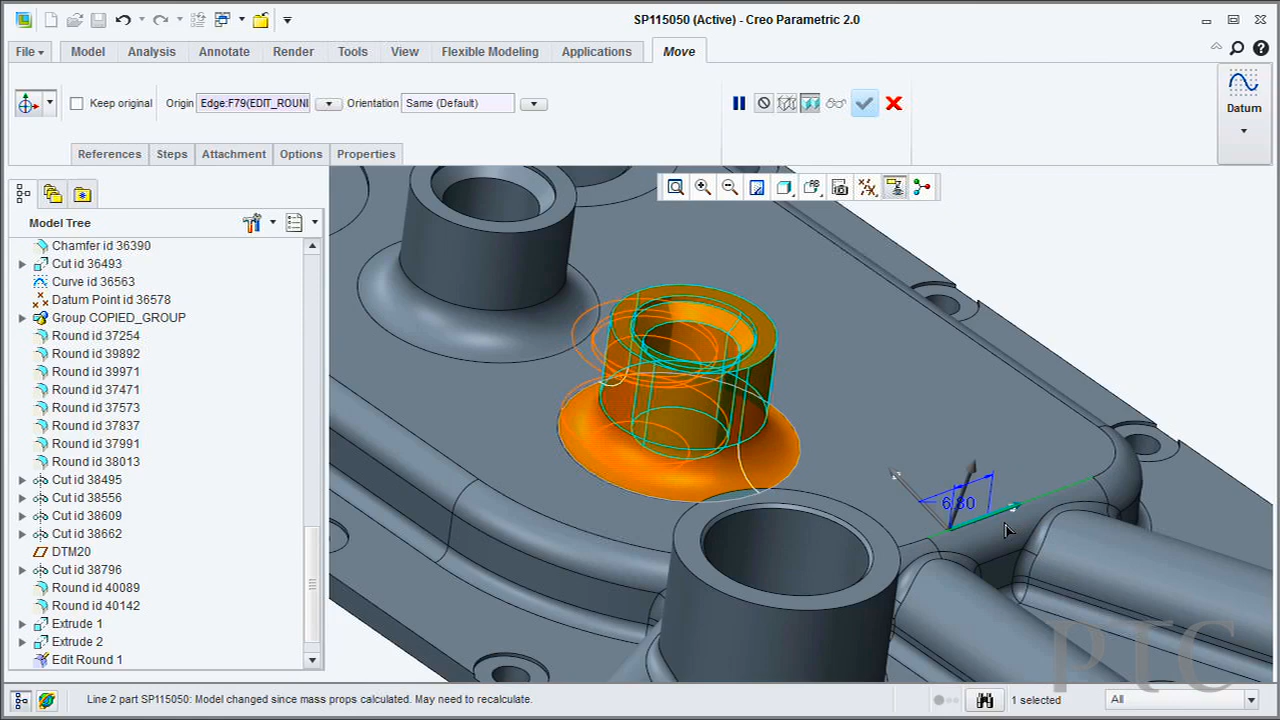 SP115050 (Active) - Creo Parametric 2.0
File Model Analysis Annotate Render Tools View Flexible Modeling Applications Move
Keep original Origin Edge:F79(EDIT_ROUN Orientation Same (Default)
Datum
References Steps Attachment Options Properties
Model Tree
Chamfer id 36390
Cut id 36493
Curve id 36563
Datum Point id 36578
Group COPIED_GROUP
Round id 37254
Round id 39892
Round id 39971
Round id 37471
Round id 37573
Round id 37837
Round id 37991
Round id 38013
Cut id 38495
Cut id 38556
Cut id 38609
Cut id 38662
DTM20
Cut id 38796
Round id 40089
Round id 40142
Extrude 1
Extrude 2
Edit Round 1
6.80
PTC
Line 2 part SP115050: Model changed since mass props calculated. May need to recalculate.
1 selected
All